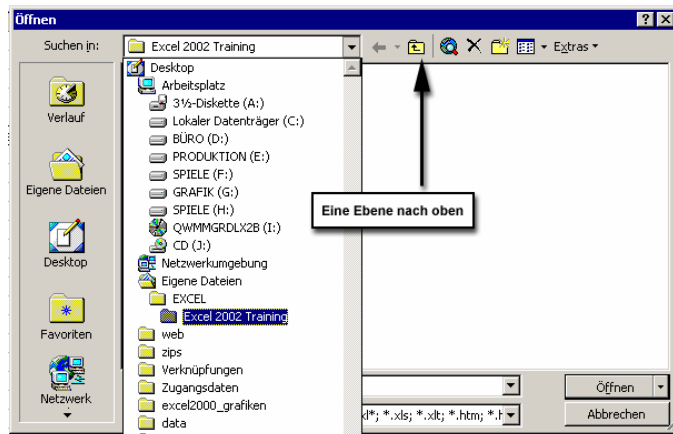 Öffnen
Suchen in: Excel 2002 Training Extras
Desktop
Arbeitsplatz
3½-Diskette (A:)
Lokaler Datenträger (C:)
BÜRO (D:)
PRODUKTION (E:)
SPIELE (F:)
GRAFIK (G:)
SPIELE (H:)
QWMMGRDLX2B (I:)
CD (J:)
Netzwerkumgebung
Eigene Dateien
EXCEL
Excel 2002 Training
web
zips
Verknüpfungen
Zugangsdaten
excel2000_grafiken
data
Verlauf
Eigene Dateien
Desktop
Favoriten
Netzwerk
Eine Ebene nach oben
Öffnen
xl*; *.xls; *.xlt; *.htm; *.h
Abbrechen